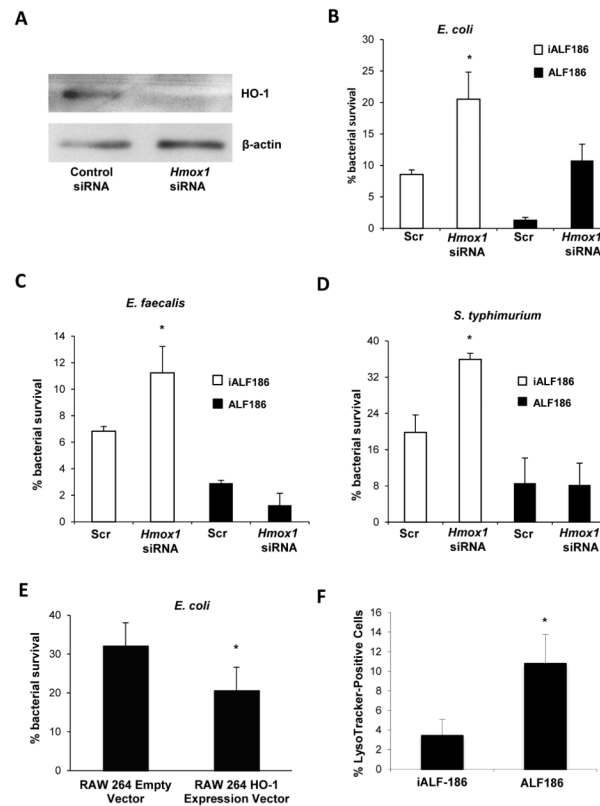 A
HO-1
β-actin
Control
siRNA
Hmox1
siRNA
B
E. coli
iALF186
ALF186
% bacterial survival
30
25
20
15
10
5
0
*
Scr
Hmox1
siRNA
Scr
Hmox1
siRNA
C
E. faecalis
iALF186
ALF186
% bacterial survival
14
12
10
8
6
4
2
0
*
Scr
Hmox1
siRNA
Scr
Hmox1
siRNA
D
S. typhimurium
iALF186
ALF186
% bacterial survival
40
36
24
12
0
*
Scr
Hmox1
siRNA
Scr
Hmox1
siRNA
E
E. coli
% bacterial survival
40
30
20
10
0
*
RAW 264 Empty
Vector
RAW 264 HO-1
Expression Vector
F
% LysoTracker-Positive Cells
16
14
12
10
8
6
4
2
0
*
iALF-186
ALF186